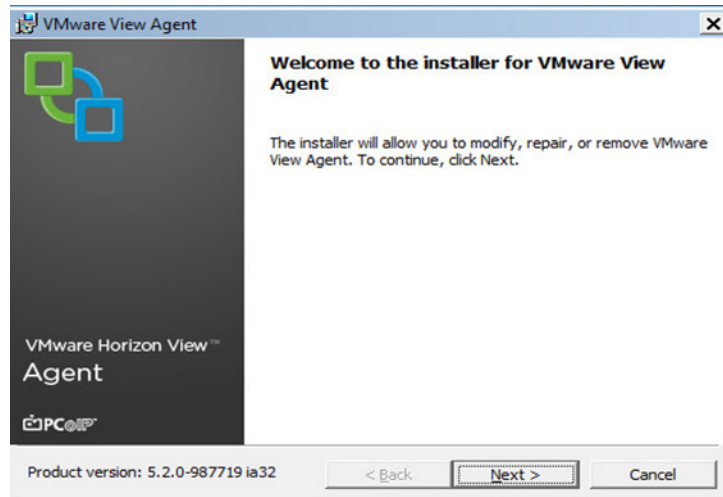 VMware View Agent
Welcome to the installer for VMware View
Agent
The installer will allow you to modify, repair, or remove VMware
View Agent. To continue, click Next.
VMware Horizon View™
Agent
PCoIP
Product version: 5.2.0-987719 ia32
< Back
Next >
Cancel